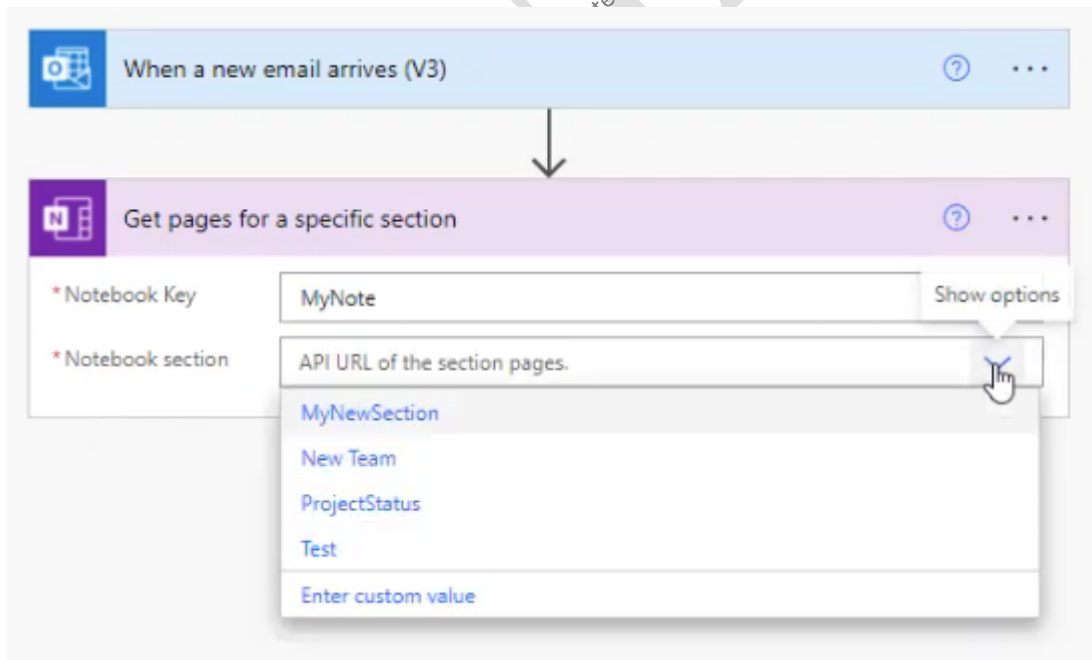 When a new email arrives (V3)
Get pages for a specific section
* Notebook Key
MyNote
Show options
* Notebook section
API URL of the section pages.
MyNewSection
New Team
ProjectStatus
Test
Enter custom value